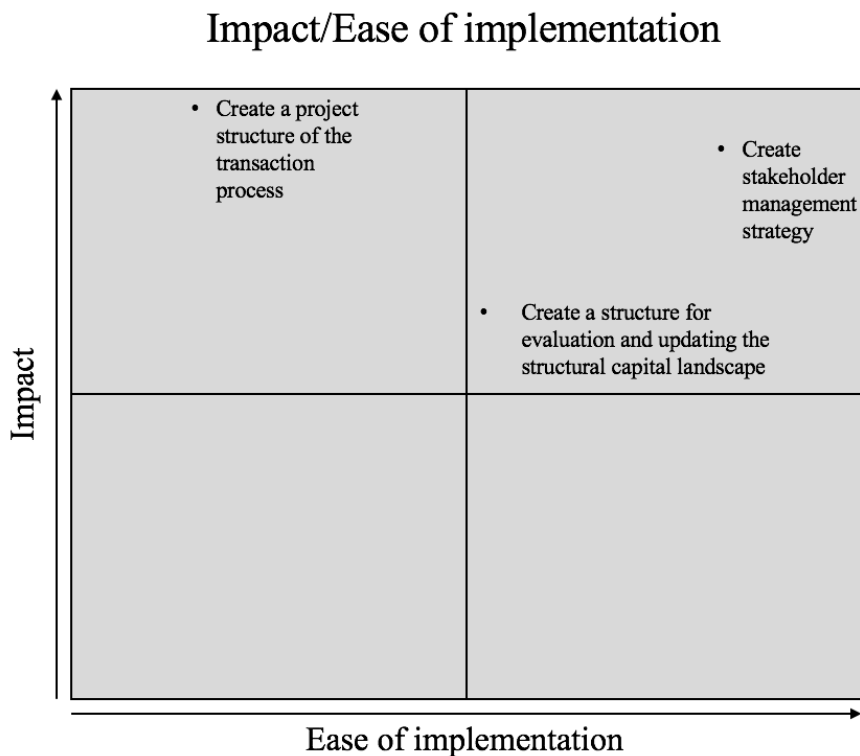 Impact/Ease of implementation
• Create a project
structure of the
transaction
process
• Create
stakeholder
management
strategy
• Create a structure for
evaluation and updating the
structural capital landscape
Impact
Ease of implementation